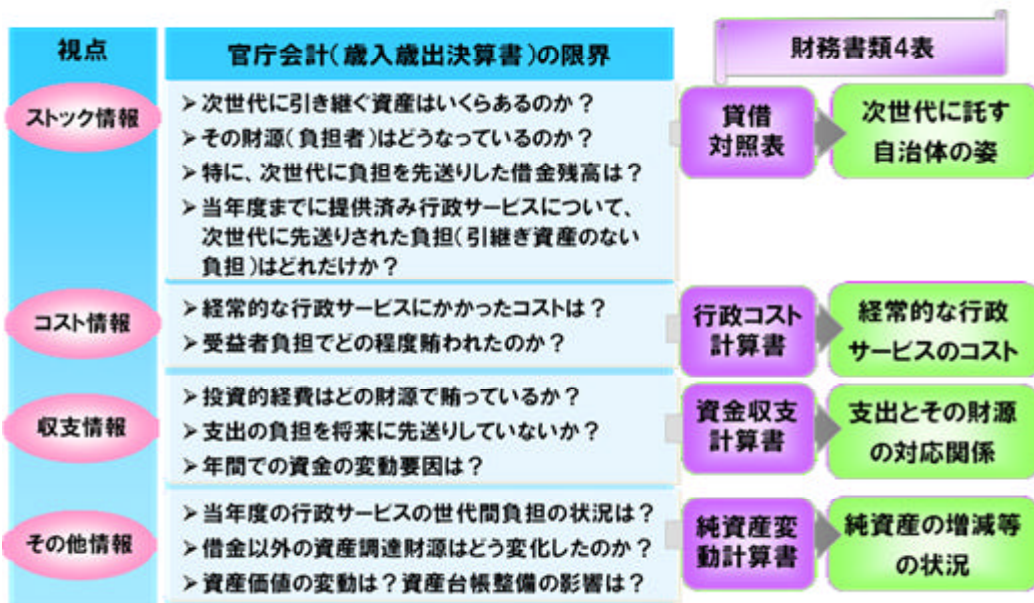 視点
官庁会計(歳入歳出決算書)の限界
財務書類4表
ストック情報
➢次世代に引き継ぐ資産はいくらあるのか？
➢その財源(負担者)はどうなっているのか？
➢特に、次世代に負担を先送りした借金残高は？
➢当年度までに提供済み行政サービスについて、
次世代に先送りされた負担(引継ぎ資産のない
負担)はどれだけか？
貸借
対照表
次世代に託す
自治体の姿
コスト情報
➢経常的な行政サービスにかかったコストは？
➢受益者負担でどの程度賄われたのか？
行政コスト
計算書
経常的な行政
サービスのコスト
収支情報
➢投資的経費はどの財源で賄っているか？
➢支出の負担を将来に先送りしていないか？
➢年間での資金の変動要因は？
資金収支
計算書
支出とその財源
の対応関係
その他情報
➢当年度の行政サービスの世代間負担の状況は？
➢借金以外の資産調達財源はどう変化したのか？
➢資産価値の変動は？資産台帳整備の影響は？
純資産変
動計算書
純資産の増減等
の状況